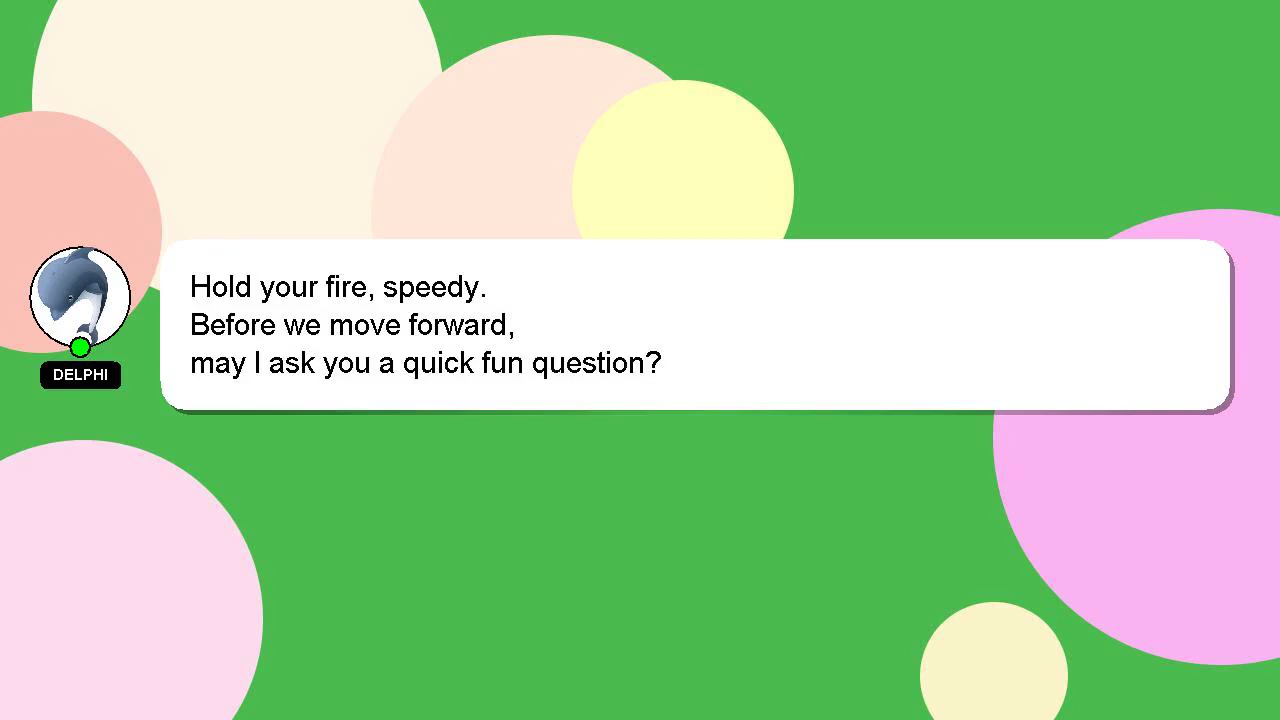 Hold your fire, speedy.
Before we move forward,
may I ask you a quick fun question?
DELPHI